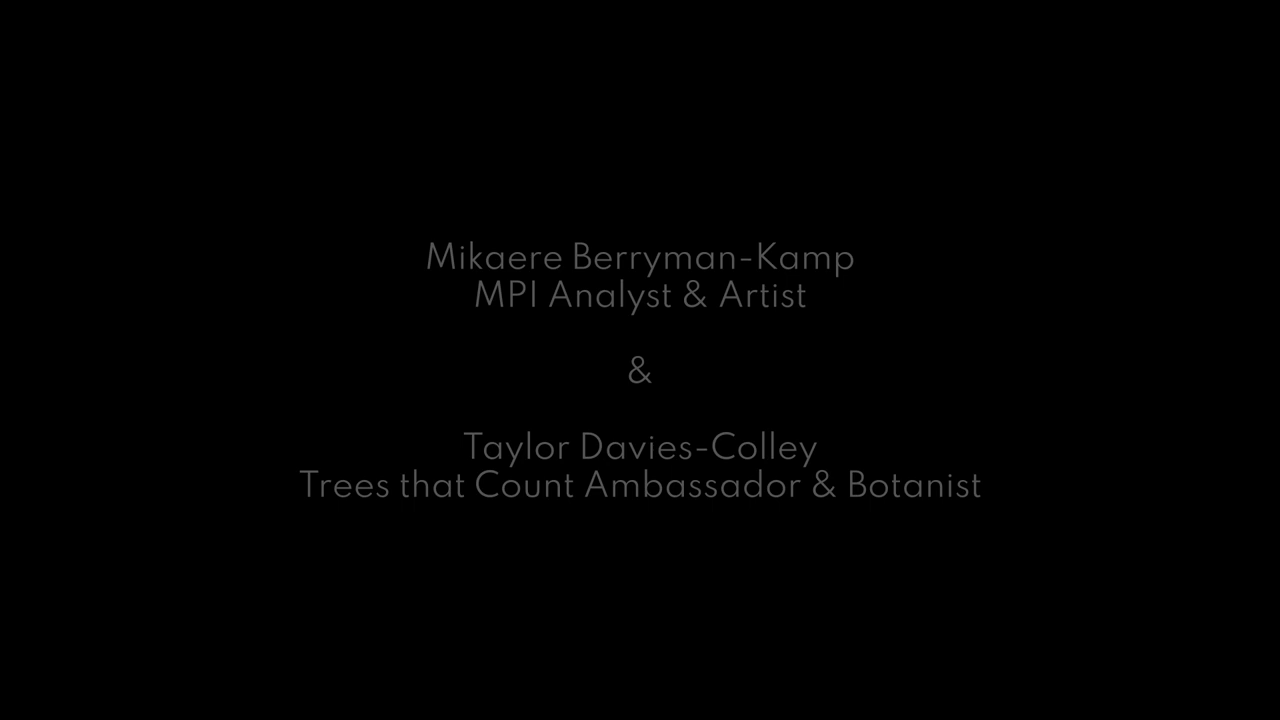 Mikaere Berryman-Kamp
MPI Analyst & Artist
&
Taylor Davies-Colley
Trees that Count Ambassador & Botanist